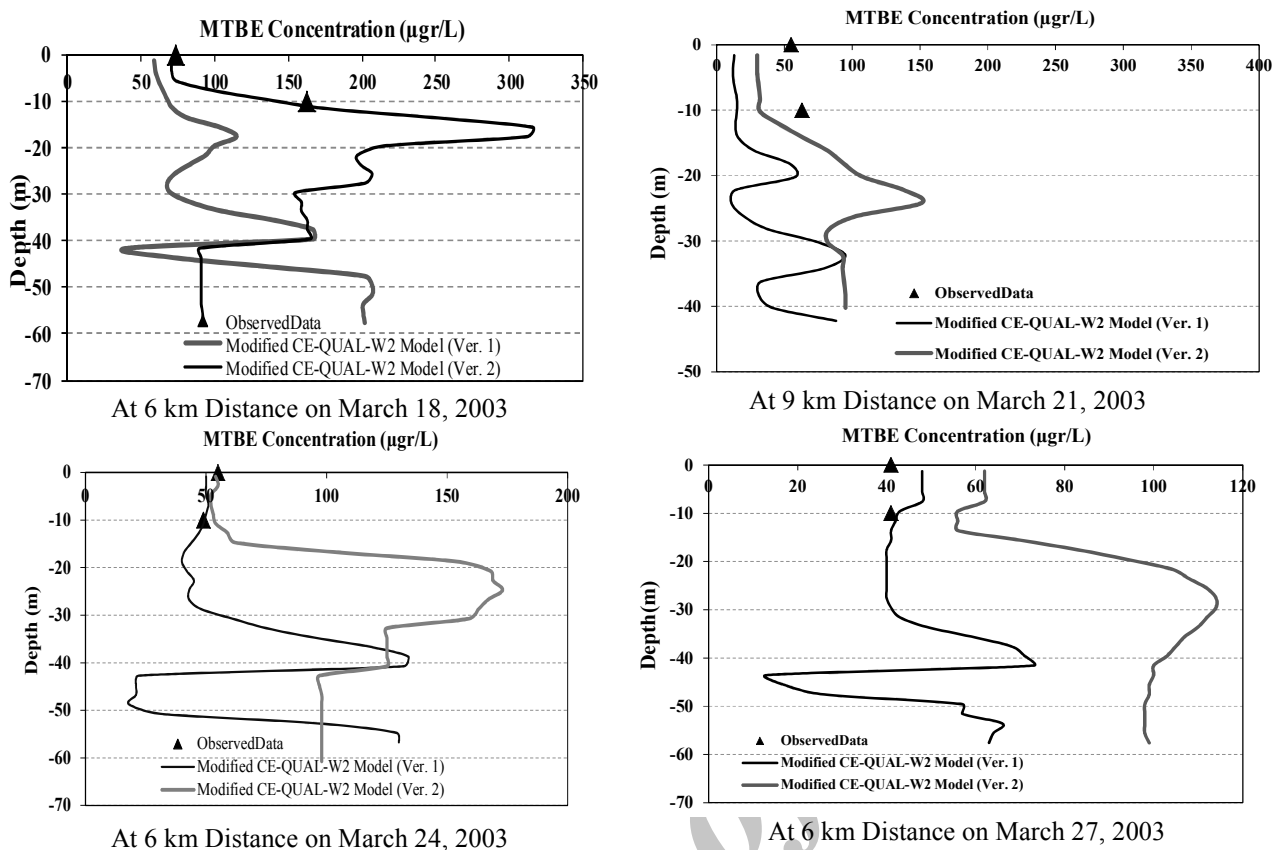 MTBE Concentration (µgr/L)
0 50 100 150 200 250 300 350
0
-10
-20
-30
-40
-50
-60
-70
Depth (m)
ObservedData
Modified CE-QUAL-W2 Model (Ver. 1)
Modified CE-QUAL-W2 Model (Ver. 2)
At 6 km Distance on March 18, 2003
MTBE Concentration (µgr/L)
0 50 100 150 200 250 300 350 400
0
-10
-20
-30
-40
-50
Depth (m)
ObservedData
Modified CE-QUAL-W2 Model (Ver. 1)
Modified CE-QUAL-W2 Model (Ver. 2)
At 9 km Distance on March 21, 2003
MTBE Concentration (µgr/L)
0 50 100 150 200
0
-10
-20
-30
-40
-50
-60
-70
Depth (m)
ObservedData
Modified CE-QUAL-W2 Model (Ver. 1)
Modified CE-QUAL-W2 Model (Ver. 2)
At 6 km Distance on March 24, 2003
MTBE Concentration (µgr/L)
0 20 40 60 80 100 120
0
-10
-20
-30
-40
-50
-60
-70
Depth(m)
ObservedData
Modified CE-QUAL-W2 Model (Ver. 1)
Modified CE-QUAL-W2 Model (Ver. 2)
At 6 km Distance on March 27, 2003